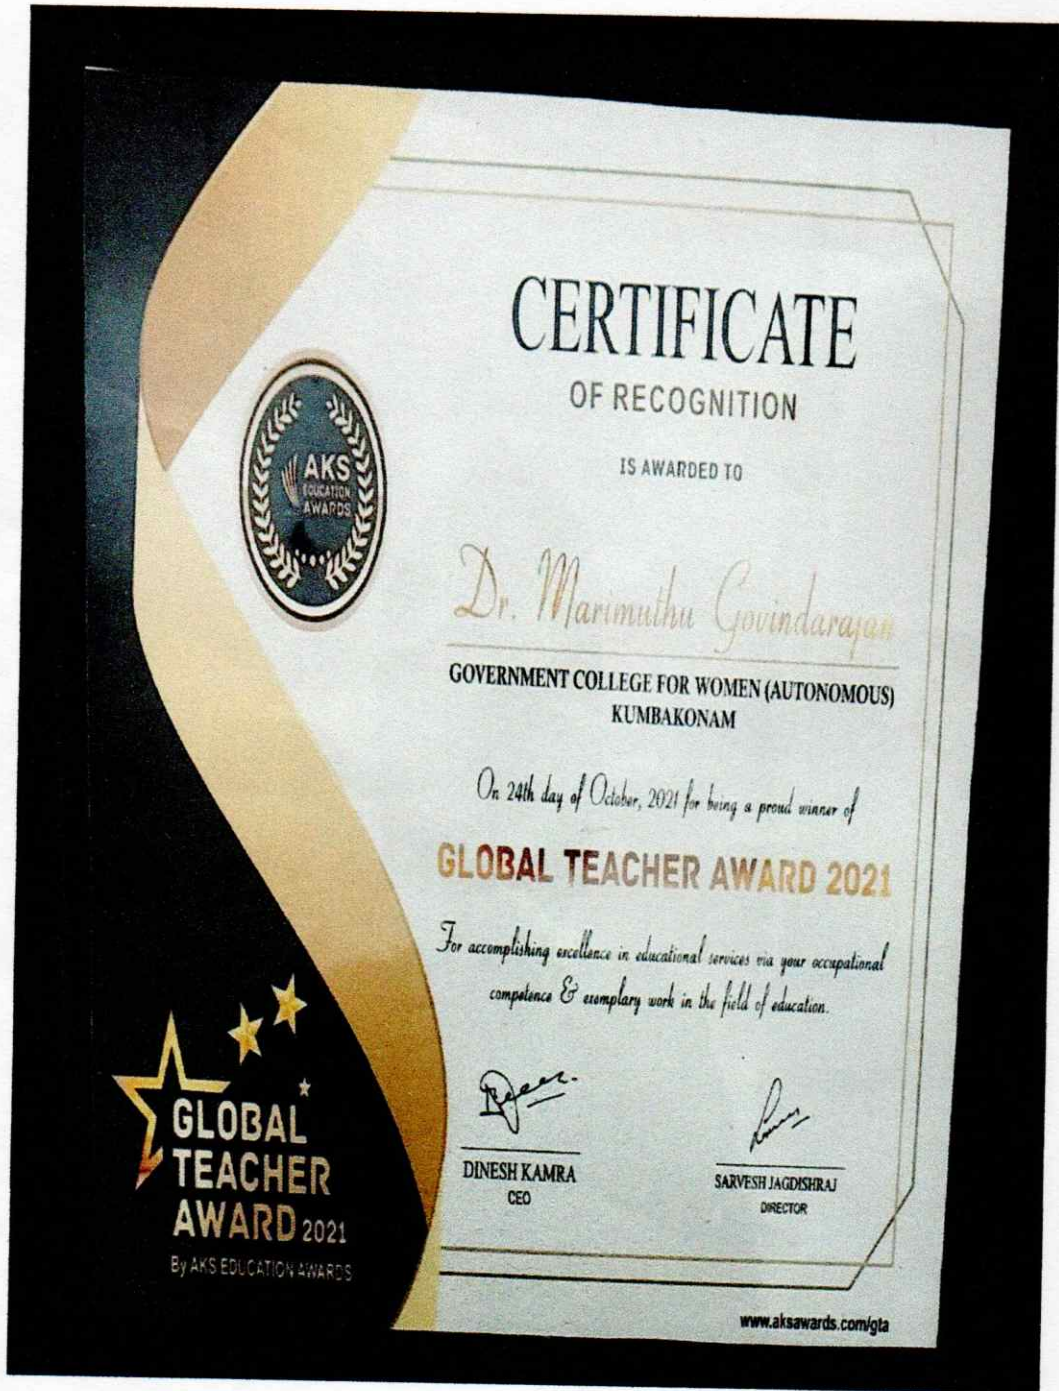 CERTIFICATE
OF RECOGNITION
IS AWARDED TO
AKS
EDUCATION
AWARDS
Dr. Marimuthu Govindarajan
GOVERNMENT COLLEGE FOR WOMEN (AUTONOMOUS)
KUMBAKONAM
On 24th day of October, 2021 for being a proud winner of
GLOBAL TEACHER AWARD 2021
For accomplishing excellence in educational services via your occupational
competence & exemplary work in the field of education.
DINESH KAMRA
CEO
SARVESH JAGDISHRAJ
DIRECTOR
GLOBAL
TEACHER
AWARD 2021
By AKS EDUCATION AWARDS
www.aksawards.com/gta